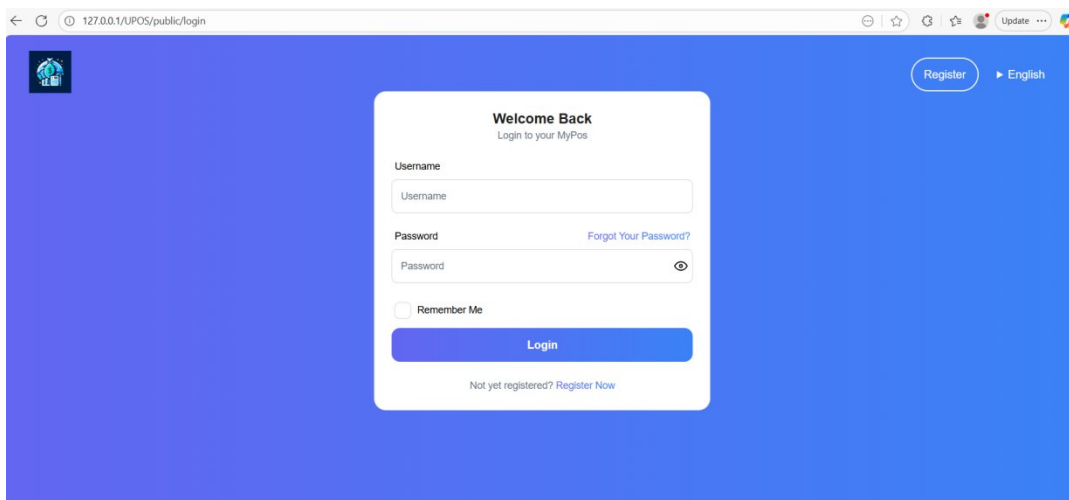 127.0.0.1/UPOS/public/login
Update
Register
English
Welcome Back
Login to your MyPos
Username
Username
Password Forgot Your Password?
Password
Remember Me
Login
Not yet registered? Register Now